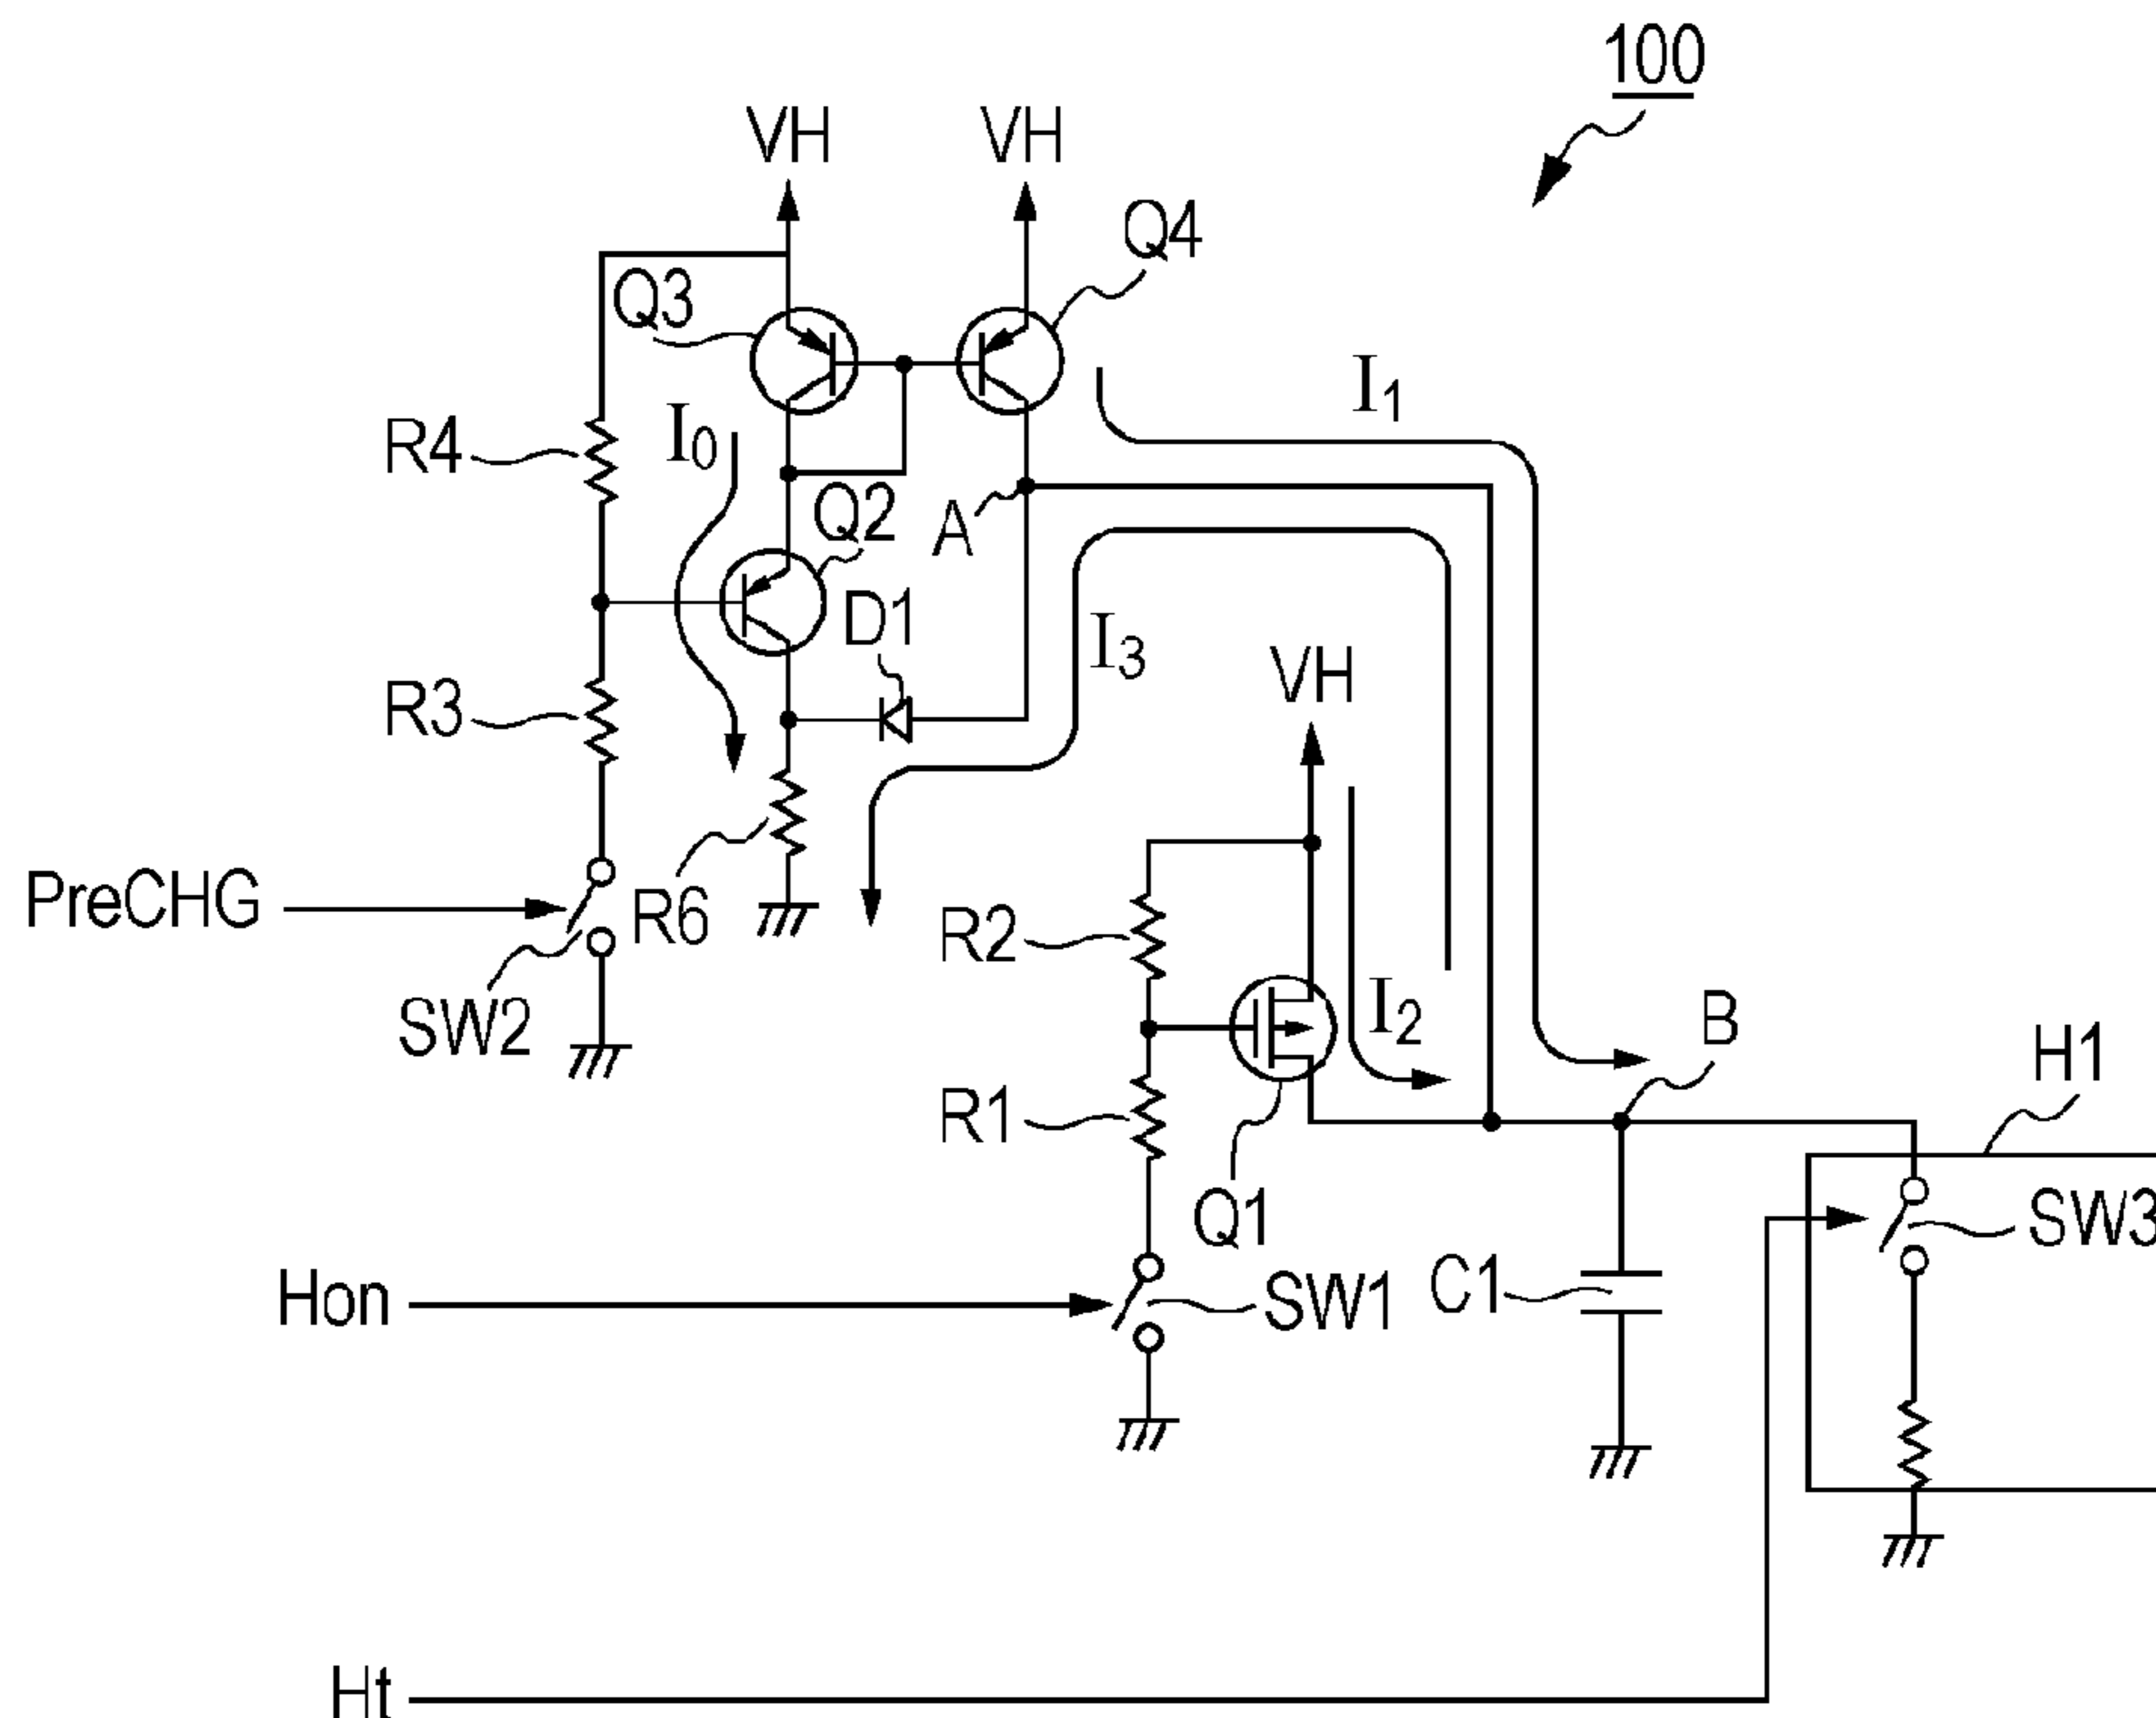 100
VH
VH
Q4
Q3
I1
R4
I0
Q2
A
D1
I3
R3
VH
PreCHG
R6
R2
SW2
I2
B
H1
R1
Q1
SW3
C1
Hon
SW1
Ht